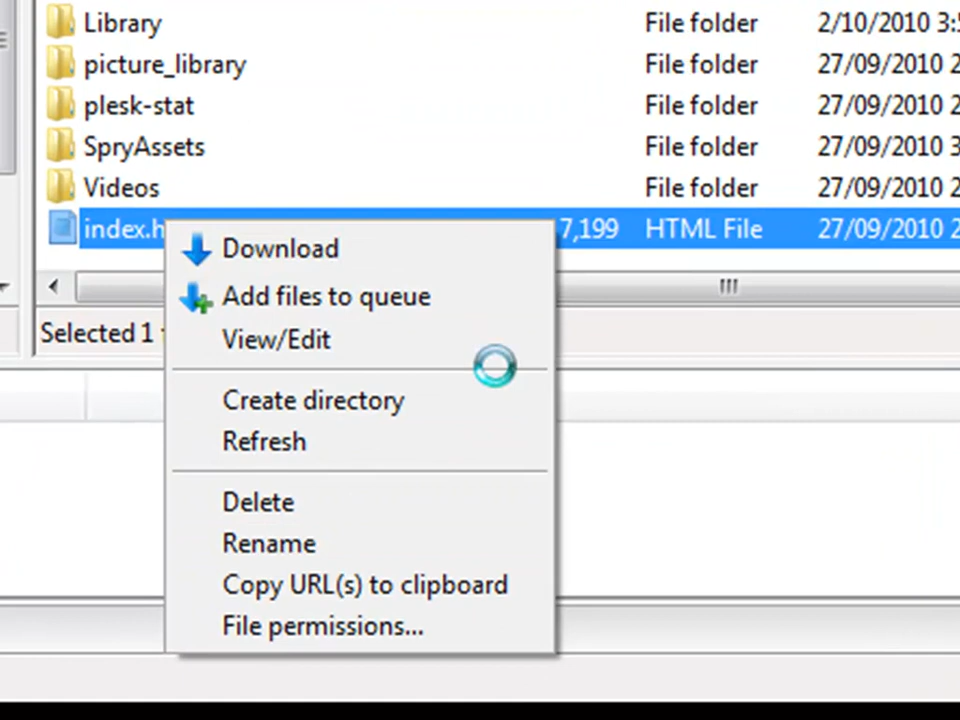 Library File folder 2/10/2010 3:
picture_library File folder 27/09/2010 2
plesk-stat File folder 27/09/2010 2
SpryAssets File folder 27/09/2010 3
Videos File folder 27/09/2010 2
index.h 7,199 HTML File 27/09/2010 2
Download
Add files to queue
Selected 1
View/Edit
Create directory
Refresh
Delete
Rename
Copy URL(s) to clipboard
File permissions...